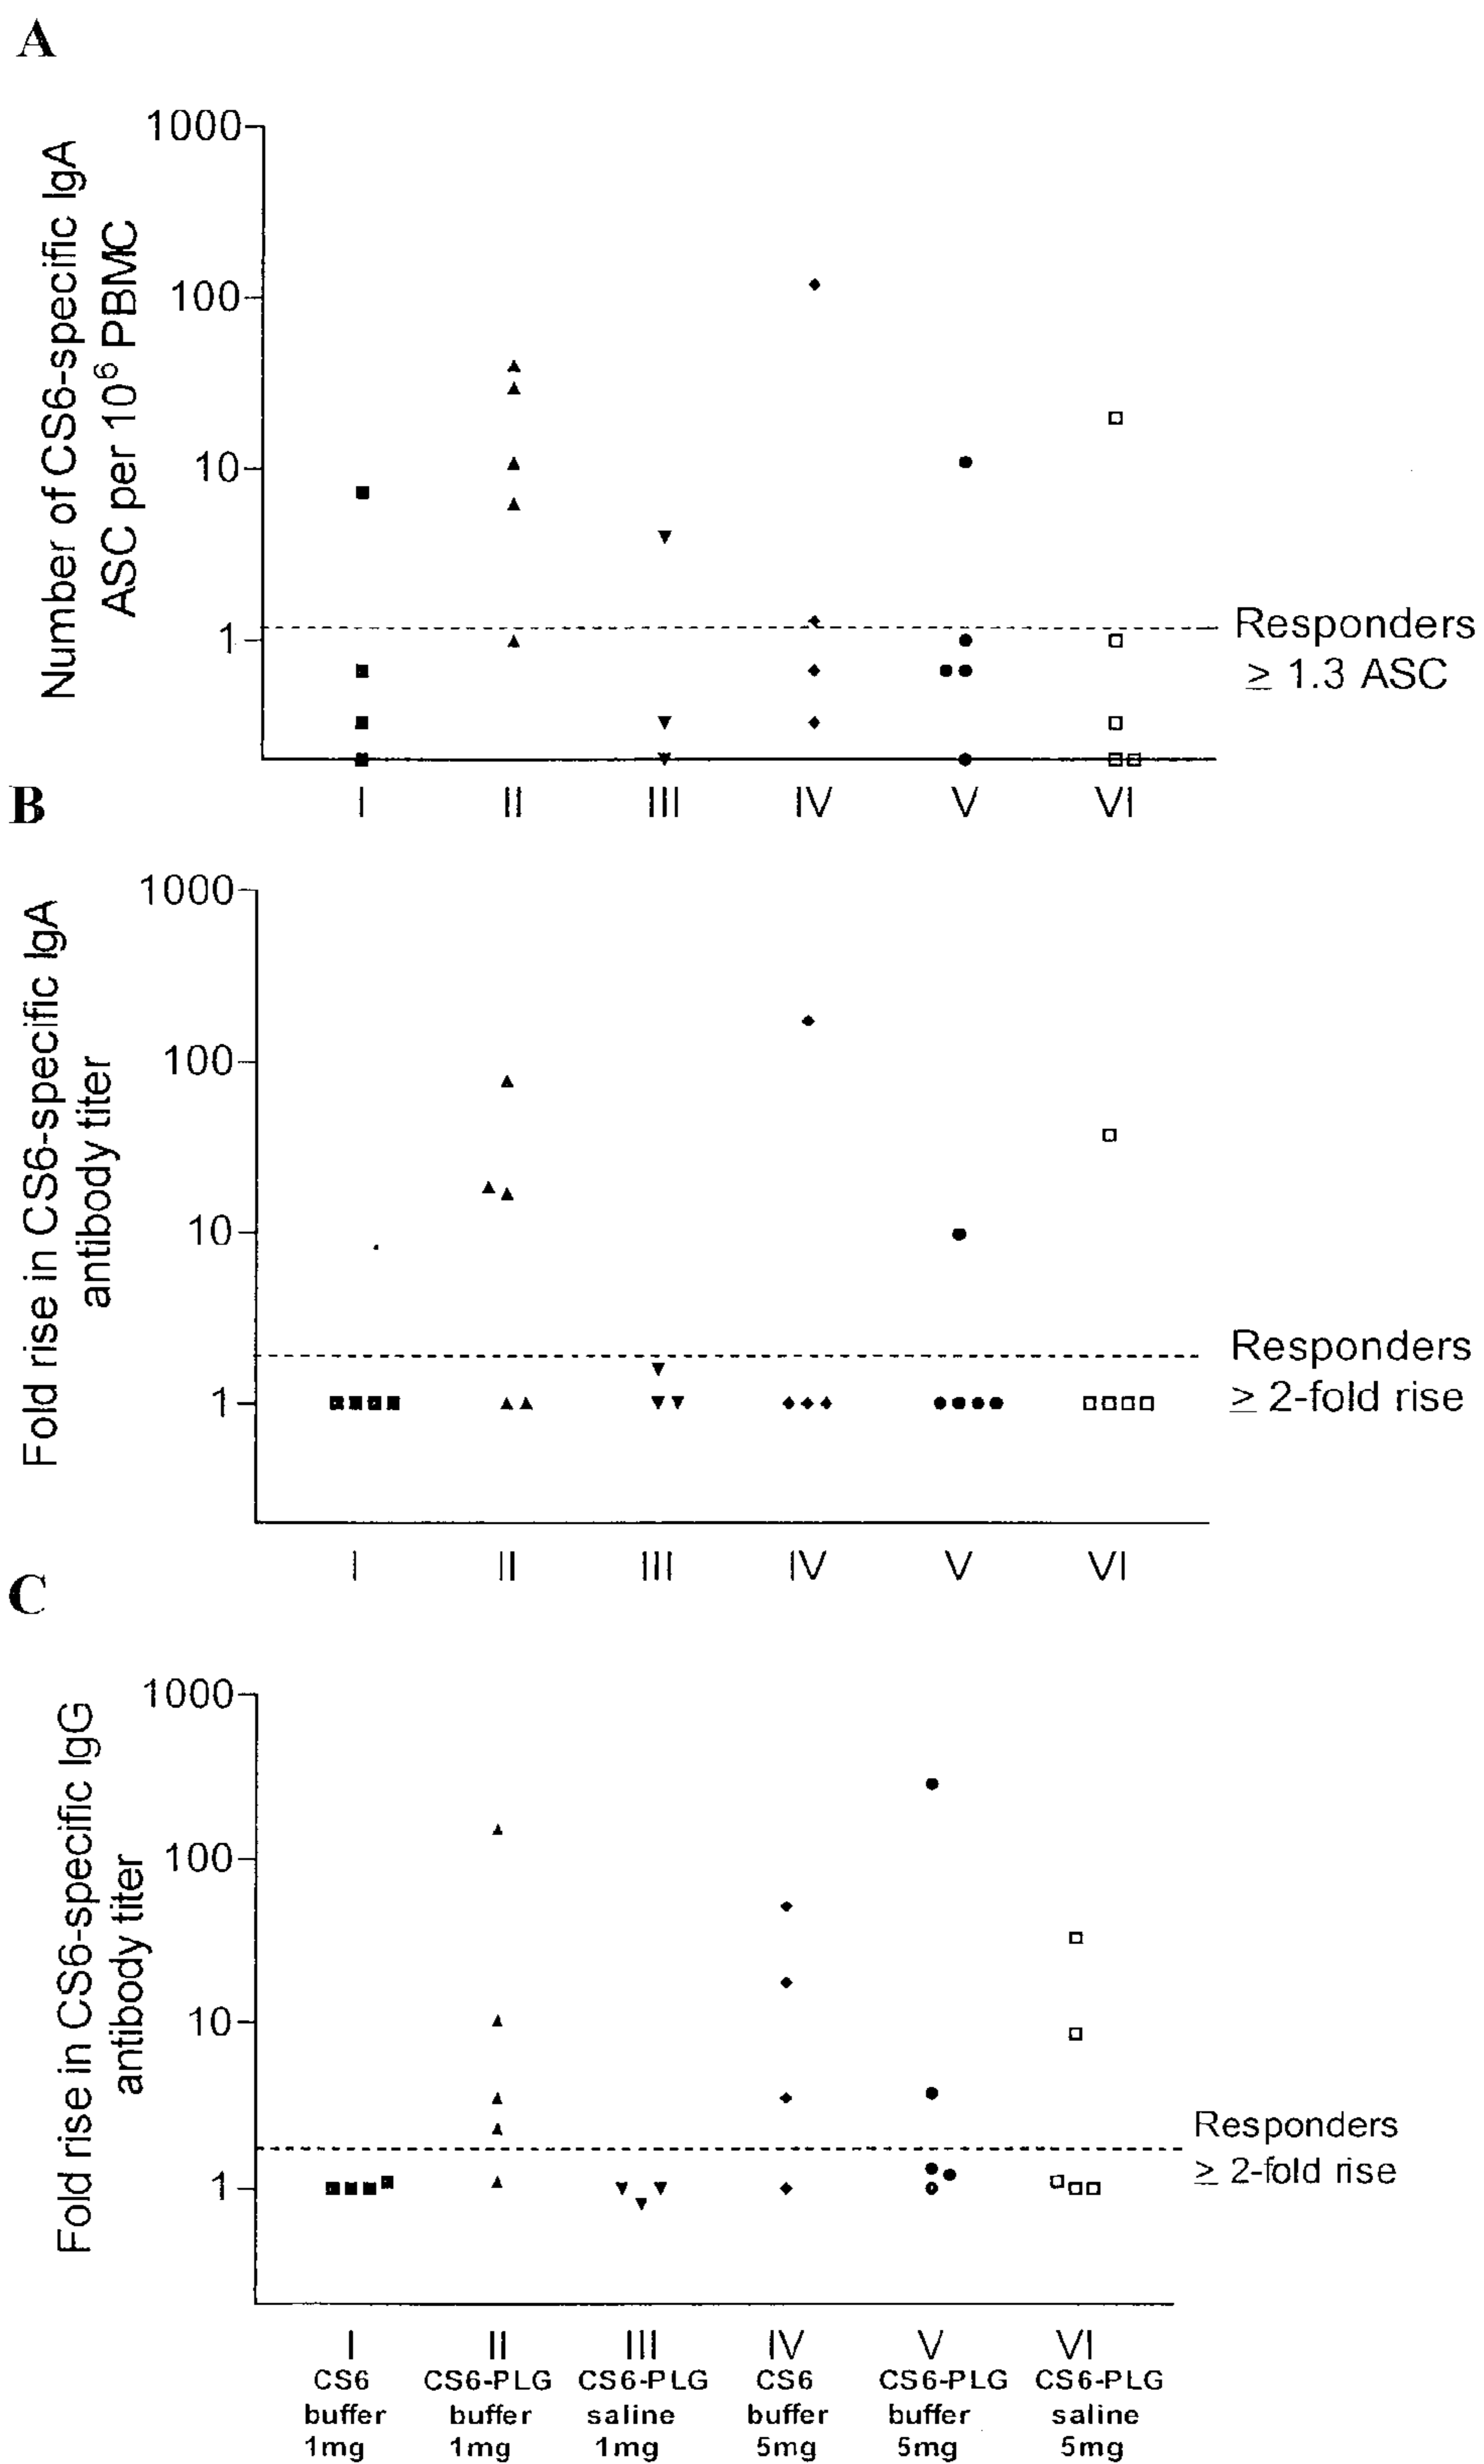 A
Number of CS6-specific IgA
ASC per 10⁶ PBMC
1000
100
10
1
Responders
≥ 1.3 ASC
I II III IV V VI
B
Fold rise in CS6-specific IgA
antibody titer
1000
100
10
1
Responders
≥ 2-fold rise
I II III IV V VI
C
Fold rise in CS6-specific IgG
antibody titer
1000
100
10
1
Responders
≥ 2-fold rise
I II III IV V VI
CS6 CS6-PLG CS6-PLG CS6 CS6-PLG CS6-PLG
buffer buffer saline buffer buffer saline
1mg 1mg 1mg 5mg 5mg 5mg